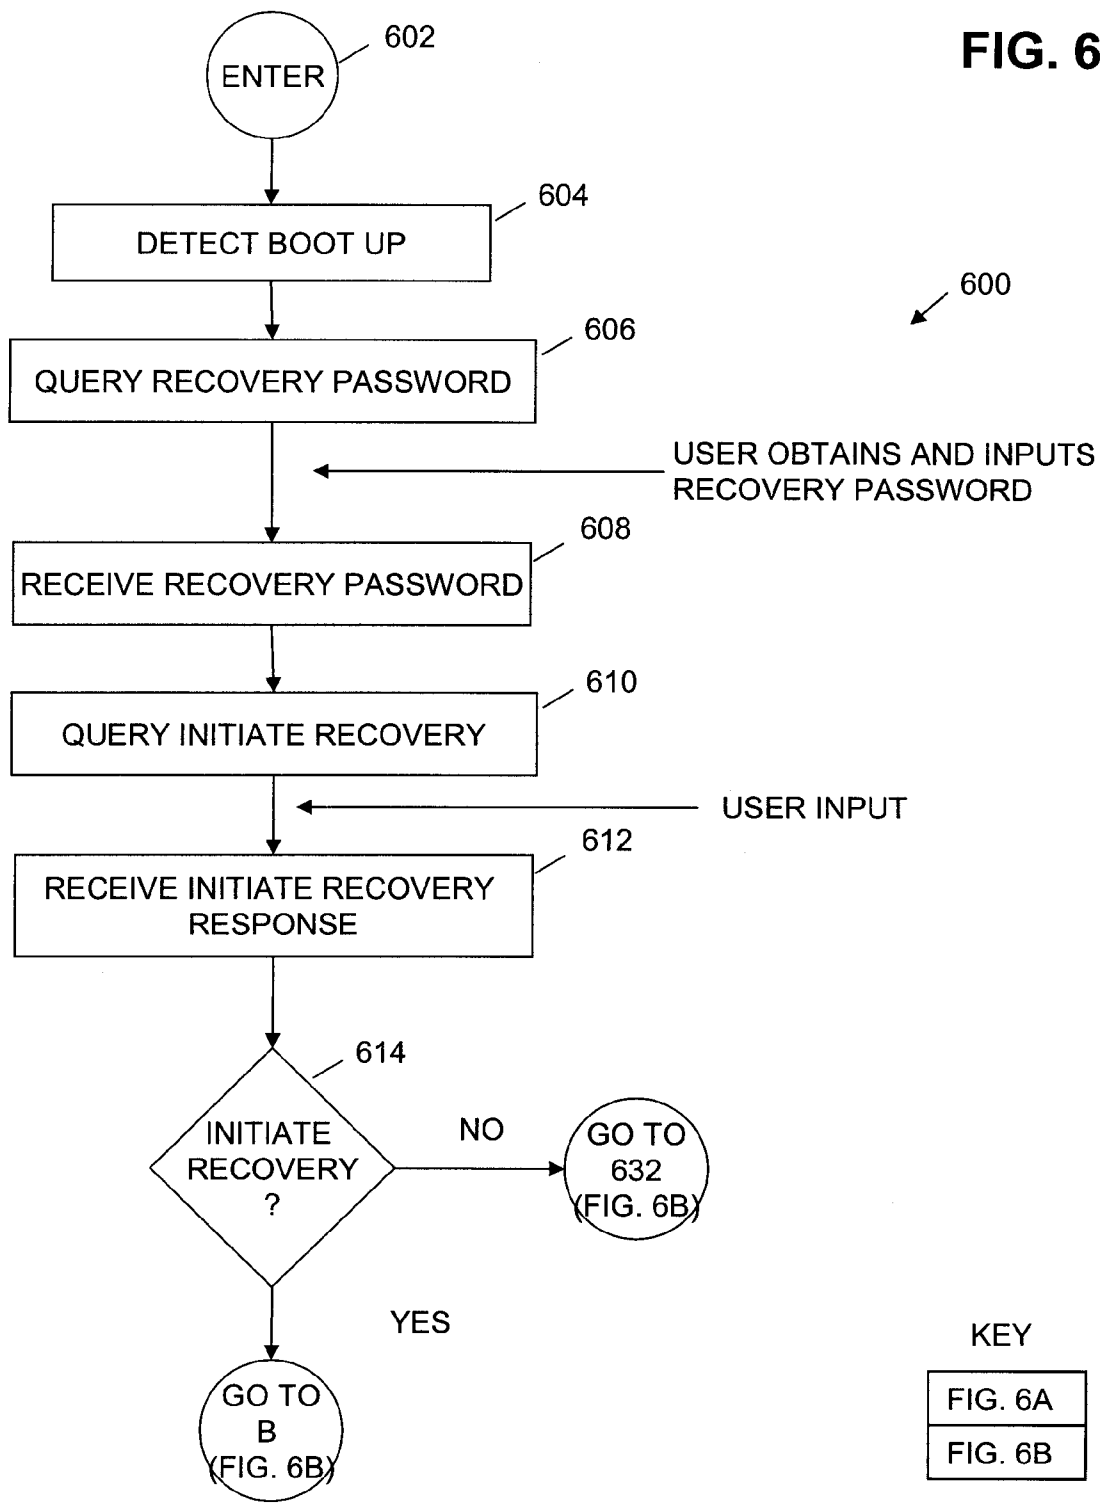 FIG. 6
602
ENTER
604
DETECT BOOT UP
600
606
QUERY RECOVERY PASSWORD
USER OBTAINS AND INPUTS
RECOVERY PASSWORD
608
RECEIVE RECOVERY PASSWORD
610
QUERY INITIATE RECOVERY
USER INPUT
612
RECEIVE INITIATE RECOVERY
RESPONSE
614
INITIATE
RECOVERY
?
NO
GO TO
632
(FIG. 6B)
YES
GO TO
B
(FIG. 6B)
KEY
FIG. 6A
FIG. 6B